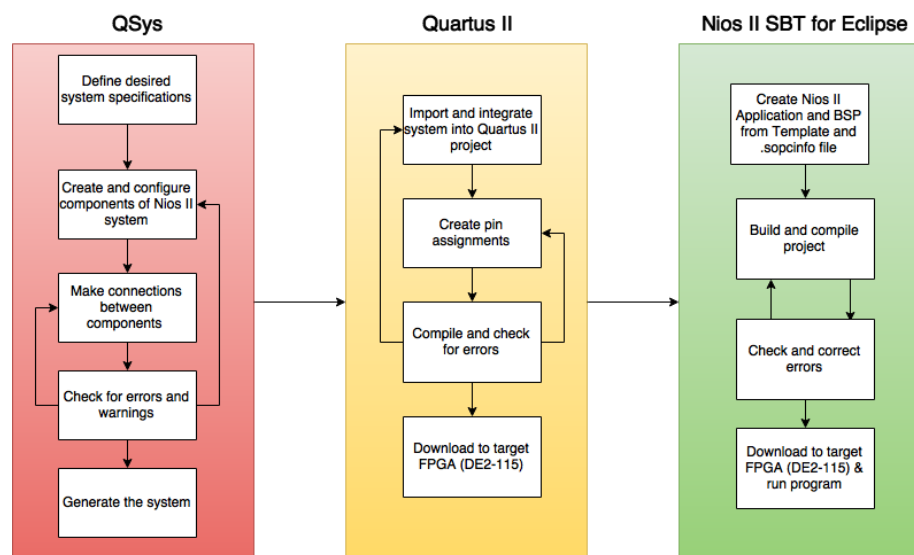 QSys
Define desired
system specifications
Create and configure
components of Nios II
system
Make connections
between
components
Check for errors and
warnings
Generate the system
Quartus II
Import and integrate
system into Quartus II
project
Create pin
assignments
Compile and check
for errors
Download to target
FPGA (DE2-115)
Nios II SBT for Eclipse
Create Nios II
Application and BSP
from Template and
.sopcinfo file
Build and compile
project
Check and correct
errors
Download to target
FPGA (DE2-115) &
run program